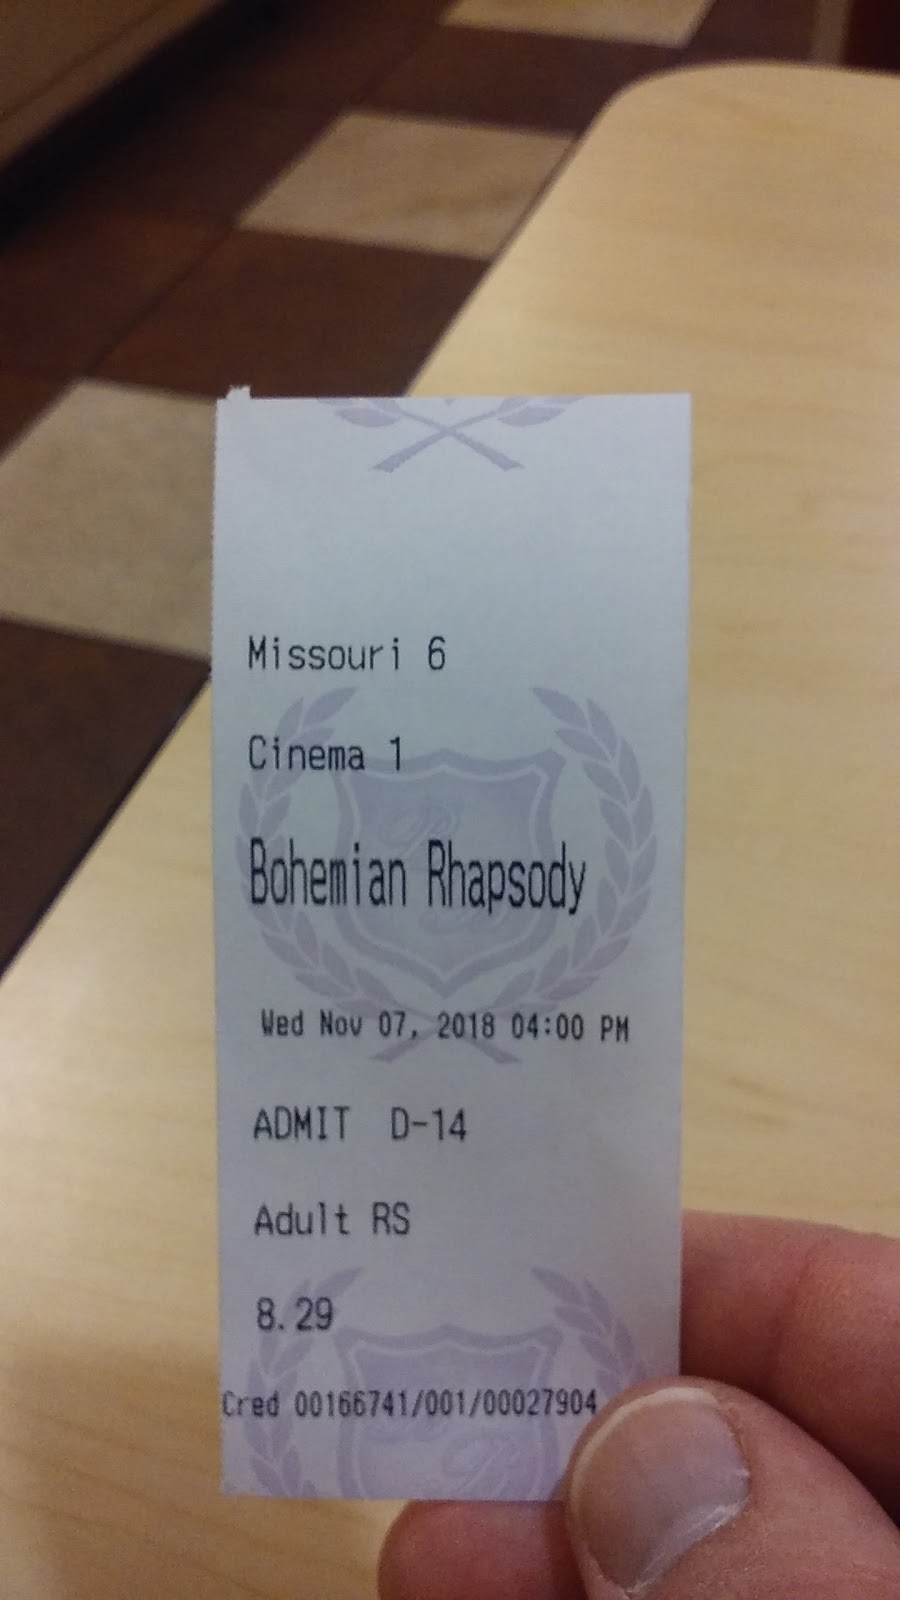 Missouri 6
Cinema 1
Bohemian Rhapsody
Wed Nov 07, 2018 04:00 PM
ADMIT D-14
Adult RS
8.29
Cred 00166741/001/00027904